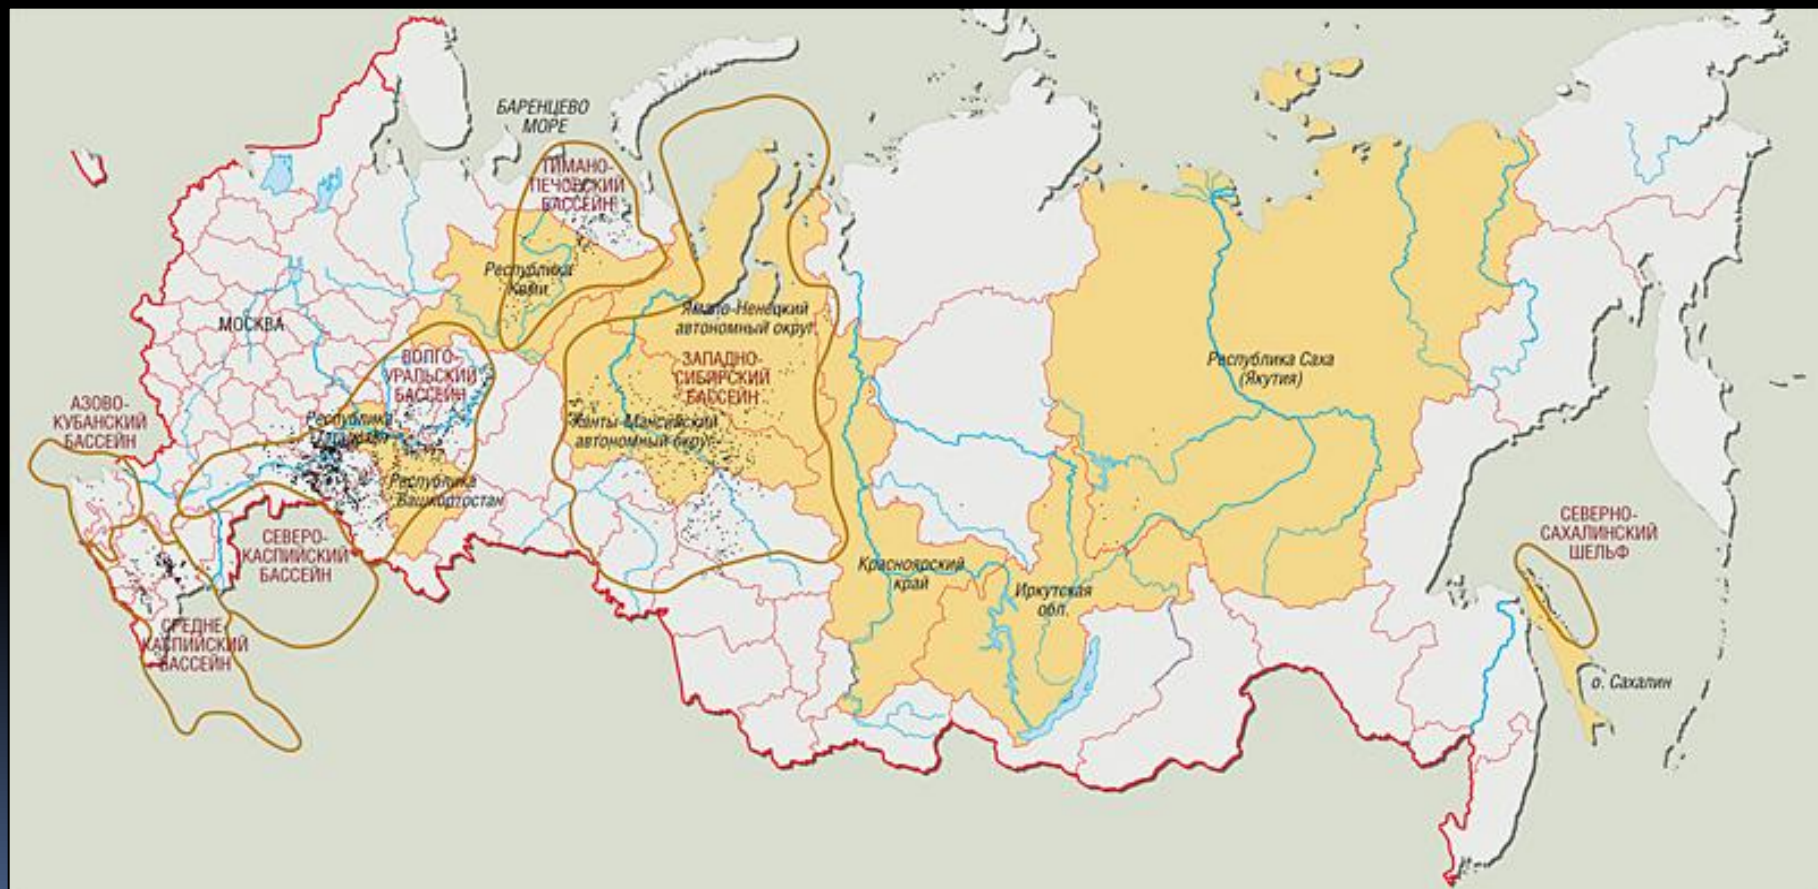 БАРЕНЦЕВО
МОРЕ
ТИМАНО-
ПЕЧОРСКИЙ
БАССЕЙН
Республика
Коми
МОСКВА
Ямало-Ненецкий
автономный округ
ВОЛГО-
УРАЛЬСКИЙ
БАССЕЙН
ЗАПАДНО-
СИБИРСКИЙ
БАССЕЙН
Республика Саха
(Якутия)
АЗОВО-
КУБАНСКИЙ
БАССЕЙН
Республика
Татарстан
Ханты-Мансийский
автономный округ
Республика
Башкортостан
СЕВЕРО-
КАСПИЙСКИЙ
БАССЕЙН
СЕВЕРНО-
САХАЛИНСКИЙ
ШЕЛЬФ
Красноярский
край
Иркутская
обл.
СРЕДНЕ-
КАСПИЙСКИЙ
БАССЕЙН
о. Сахалин